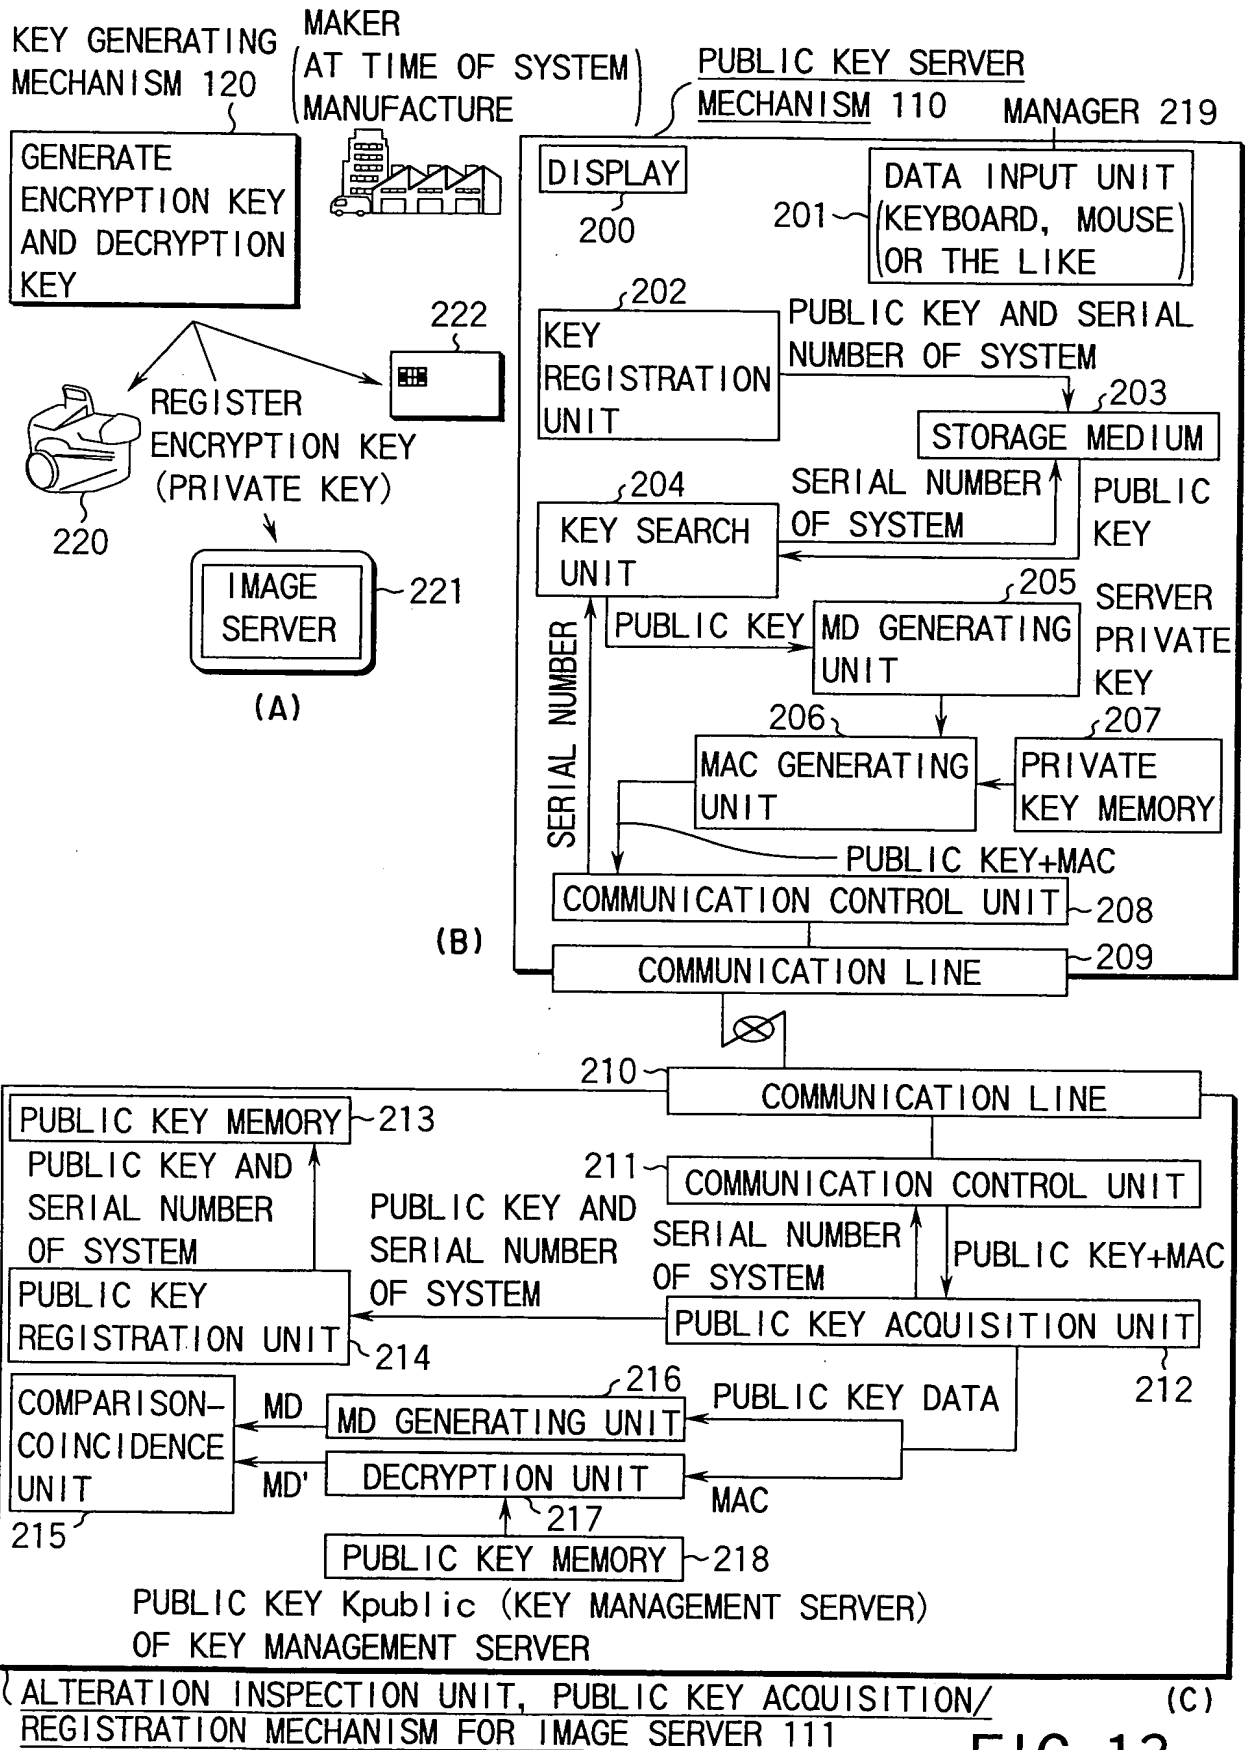 KEY GENERATING
MECHANISM 120
MAKER
(AT TIME OF SYSTEM
MANUFACTURE)
PUBLIC KEY SERVER
MECHANISM 110
MANAGER 219
GENERATE
ENCRYPTION KEY
AND DECRYPTION
KEY
DISPLAY
200
DATA INPUT UNIT
(KEYBOARD, MOUSE
OR THE LIKE)
201
222
REGISTER
ENCRYPTION KEY
(PRIVATE KEY)
220
IMAGE
SERVER
221
(A)
202
KEY
REGISTRATION
UNIT
PUBLIC KEY AND SERIAL
NUMBER OF SYSTEM
203
STORAGE MEDIUM
204
KEY SEARCH
UNIT
SERIAL NUMBER
OF SYSTEM
PUBLIC
KEY
205
PUBLIC KEY
MD GENERATING
UNIT
SERVER
PRIVATE
KEY
SERIAL NUMBER
206
MAC GENERATING
UNIT
207
PRIVATE
KEY MEMORY
PUBLIC KEY+MAC
COMMUNICATION CONTROL UNIT
208
(B)
COMMUNICATION LINE
209
210
COMMUNICATION LINE
PUBLIC KEY MEMORY
213
211
COMMUNICATION CONTROL UNIT
PUBLIC KEY AND
SERIAL NUMBER
OF SYSTEM
PUBLIC KEY AND
SERIAL NUMBER
OF SYSTEM
SERIAL NUMBER
OF SYSTEM
PUBLIC KEY+MAC
PUBLIC KEY
REGISTRATION UNIT
214
PUBLIC KEY ACQUISITION UNIT
212
COMPARISON-
COINCIDENCE
UNIT
215
MD
MD'
216
MD GENERATING UNIT
PUBLIC KEY DATA
DECRYPTION UNIT
217
MAC
PUBLIC KEY MEMORY
218
PUBLIC KEY Kpublic (KEY MANAGEMENT SERVER)
OF KEY MANAGEMENT SERVER
ALTERATION INSPECTION UNIT, PUBLIC KEY ACQUISITION/
REGISTRATION MECHANISM FOR IMAGE SERVER 111
(C)
FIG. 13